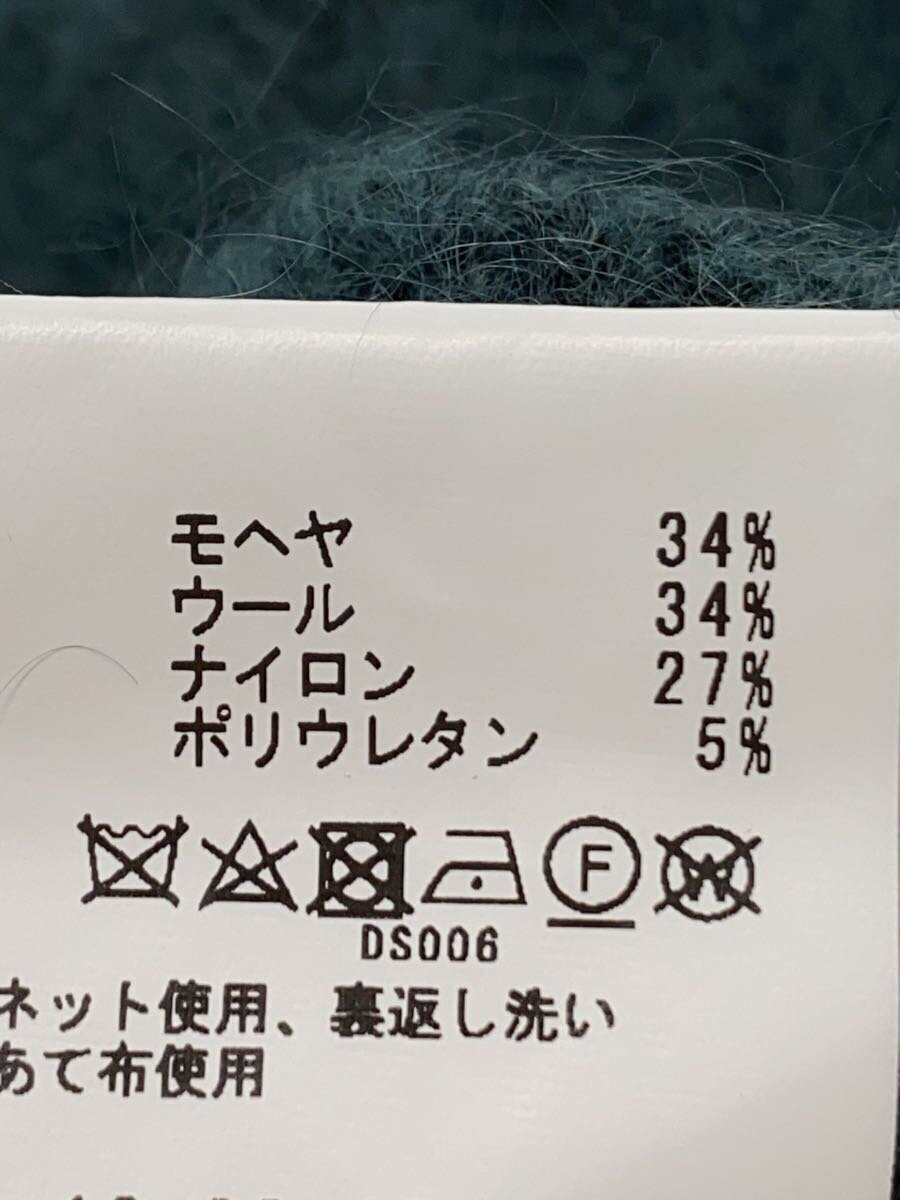 モヘヤ 34%
ウール 34%
ナイロン 27%
ポリウレタン 5%
F W
DS006
ネット使用、裏返し洗い
あて布使用